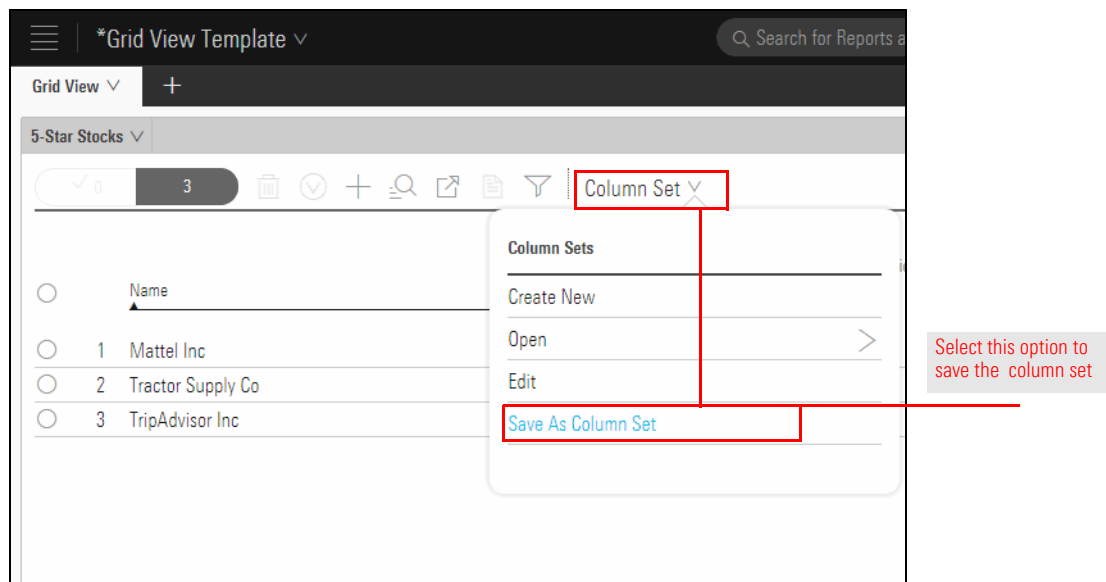 *Grid View Template
Search for Reports a
Grid View
5-Star Stocks
0
3
Column Set
Column Sets
Name
Create New
Open
Select this option to
save the column set
1 Mattel Inc
2 Tractor Supply Co
Edit
3 TripAdvisor Inc
Save As Column Set